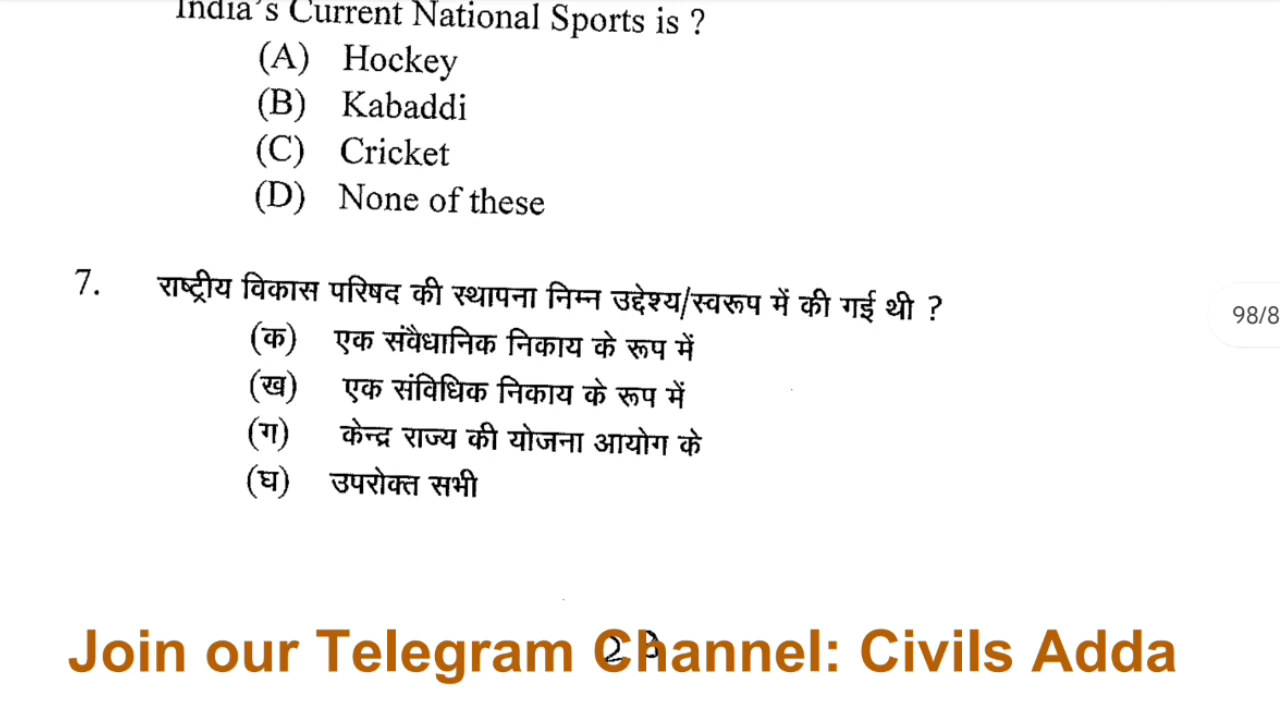 India's Current National Sports is ?
(A) Hockey
(B) Kabaddi
(C) Cricket
(D) None of these
7. राष्ट्रीय विकास परिषद की स्थापना निम्न उद्देश्य/स्वरूप में की गई थी ?
(क) एक संवैधानिक निकाय के रूप में
(ख) एक संविधिक निकाय के रूप में
(ग) केन्द्र राज्य की योजना आयोग के
(घ) उपरोक्त सभी
98/8
Join our Telegram Channel: Civils Adda